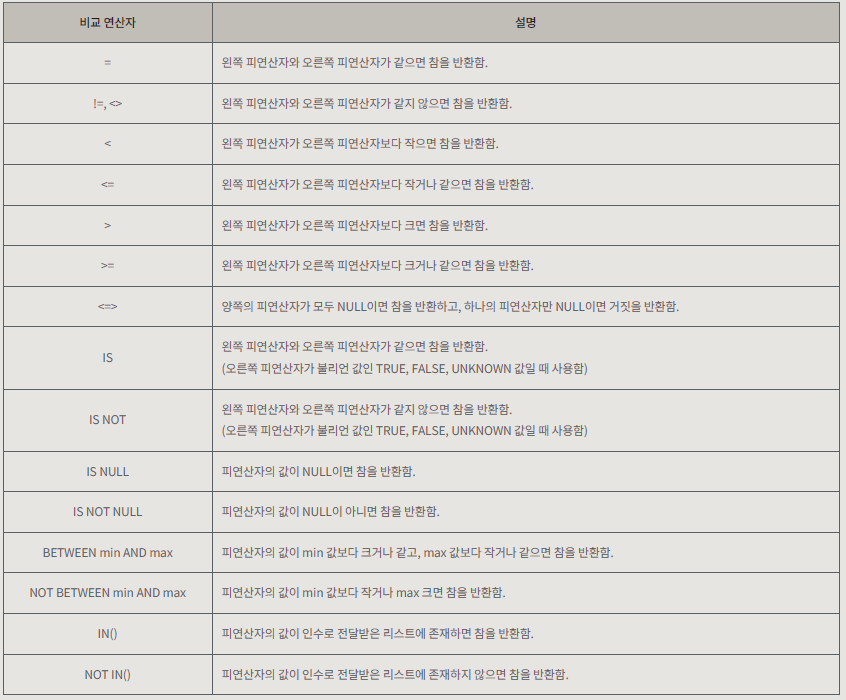 비교 연산자 설명
= 왼쪽 피연산자와 오른쪽 피연산자가 같으면 참을 반환함.
!=, <> 왼쪽 피연산자와 오른쪽 피연산자가 같지 않으면 참을 반환함.
< 왼쪽 피연산자가 오른쪽 피연산자보다 작으면 참을 반환함.
<= 왼쪽 피연산자가 오른쪽 피연산자보다 작거나 같으면 참을 반환함.
> 왼쪽 피연산자가 오른쪽 피연산자보다 크면 참을 반환함.
>= 왼쪽 피연산자가 오른쪽 피연산자보다 크거나 같으면 참을 반환함.
<=> 양쪽의 피연산자가 모두 NULL이면 참을 반환하고, 하나의 피연산자만 NULL이면 거짓을 반환함.
IS 왼쪽 피연산자와 오른쪽 피연산자가 같으면 참을 반환함.
(오른쪽 피연산자가 불리언 값인 TRUE, FALSE, UNKNOWN 값일 때 사용함)
IS NOT 왼쪽 피연산자와 오른쪽 피연산자가 같지 않으면 참을 반환함.
(오른쪽 피연산자가 불리언 값인 TRUE, FALSE, UNKNOWN 값일 때 사용함)
IS NULL 피연산자의 값이 NULL이면 참을 반환함.
IS NOT NULL 피연산자의 값이 NULL이 아니면 참을 반환함.
BETWEEN min AND max 피연산자의 값이 min 값보다 크거나 같고, max 값보다 작거나 같으면 참을 반환함.
NOT BETWEEN min AND max 피연산자의 값이 min 값보다 작거나 max 크면 참을 반환함.
IN() 피연산자의 값이 인수로 전달받은 리스트에 존재하면 참을 반환함.
NOT IN() 피연산자의 값이 인수로 전달받은 리스트에 존재하지 않으면 참을 반환함.